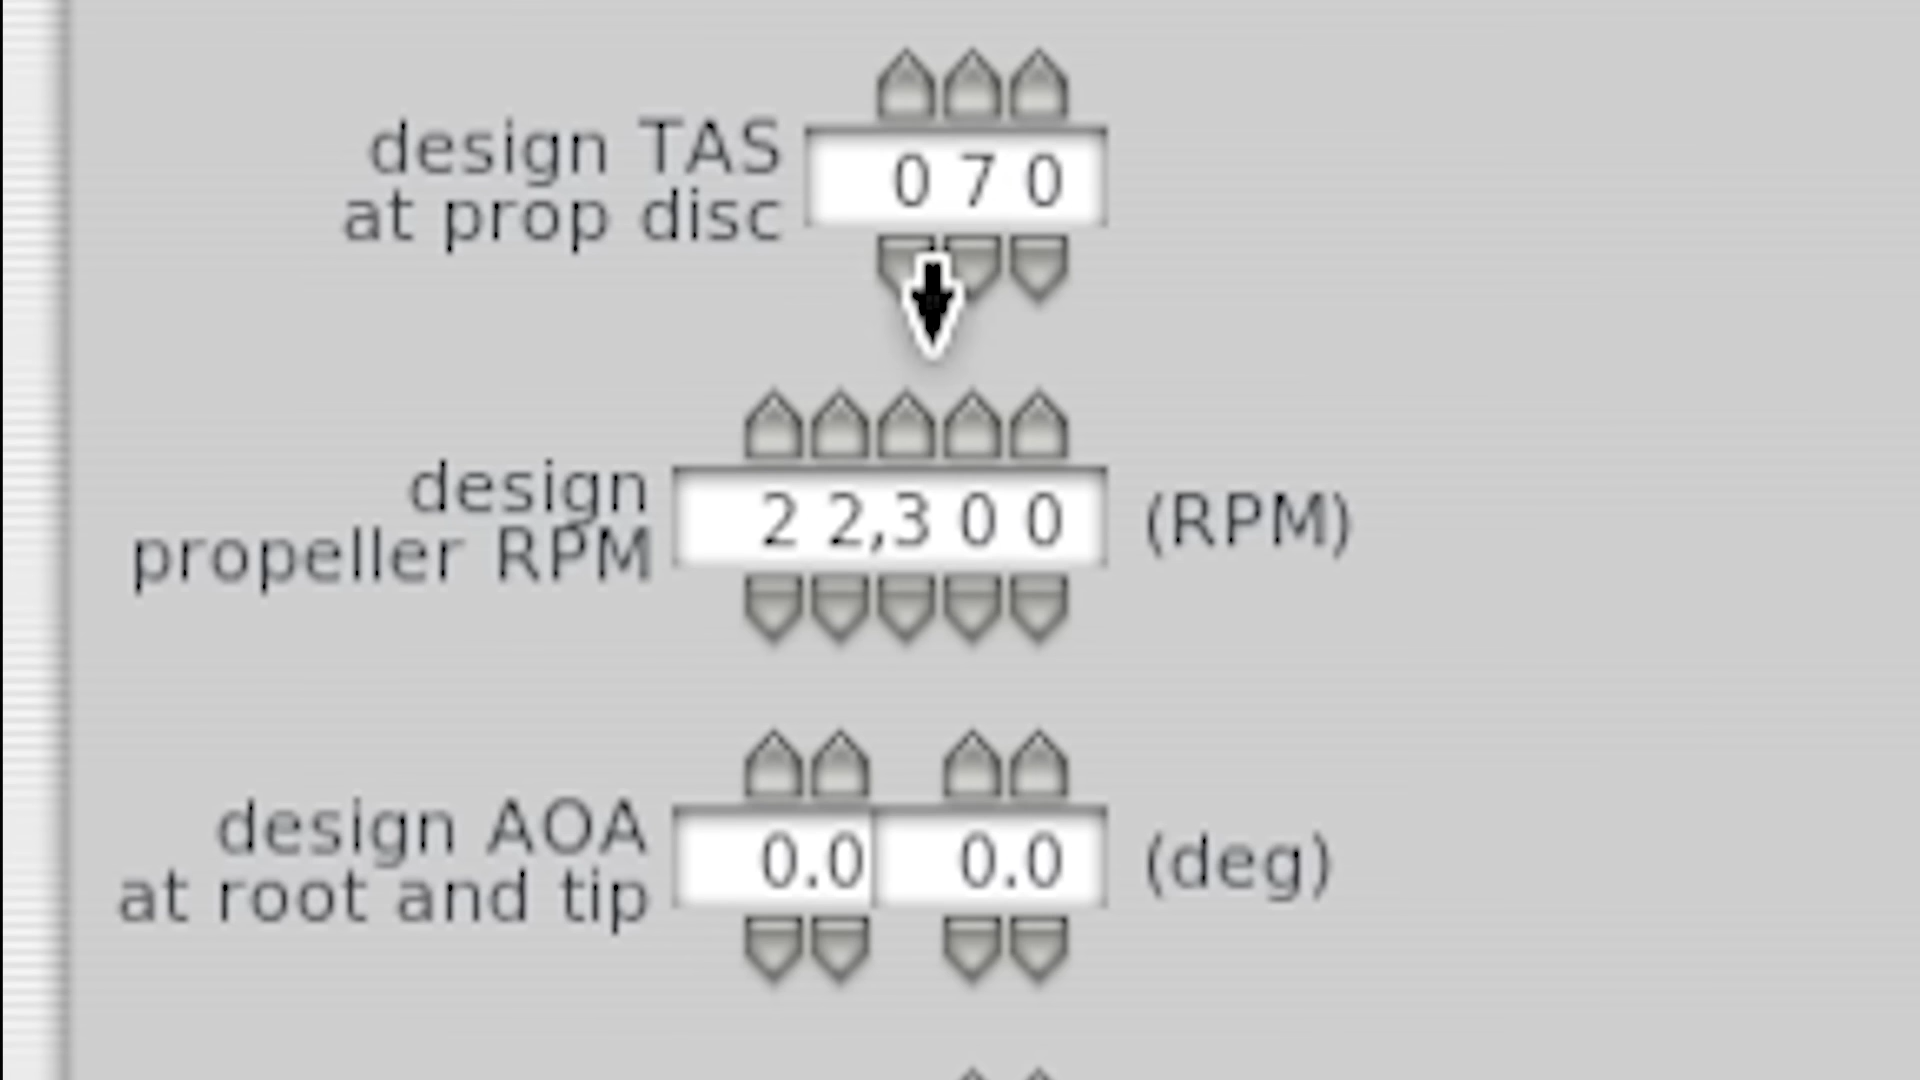 design TAS
at prop disc
0 7 0
design
propeller RPM
2 2,3 0 0
(RPM)
design AOA
at root and tip
0.0
0.0
(deg)